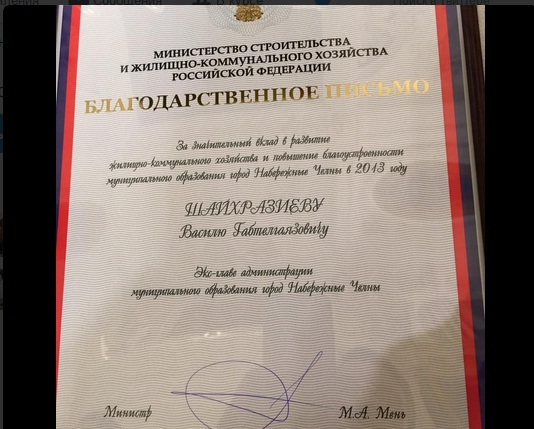 МИНИСТЕРСТВО СТРОИТЕЛЬСТВА
И ЖИЛИЩНО-КОММУНАЛЬНОГО ХОЗЯЙСТВА
РОССИЙСКОЙ ФЕДЕРАЦИИ
БЛАГОДАРСТВЕННОЕ ПИСЬМО
За значительный вклад в развитие
жилищно-коммунального хозяйства и повышение благоустроенности
муниципального образования город Набережные Челны в 2013 году
ШАЙХРАЗИЕВУ
Василю Габтелгаязовичу
Экс-главе администрации
муниципального образования город Набережные Челны
Министр М.А. Мень